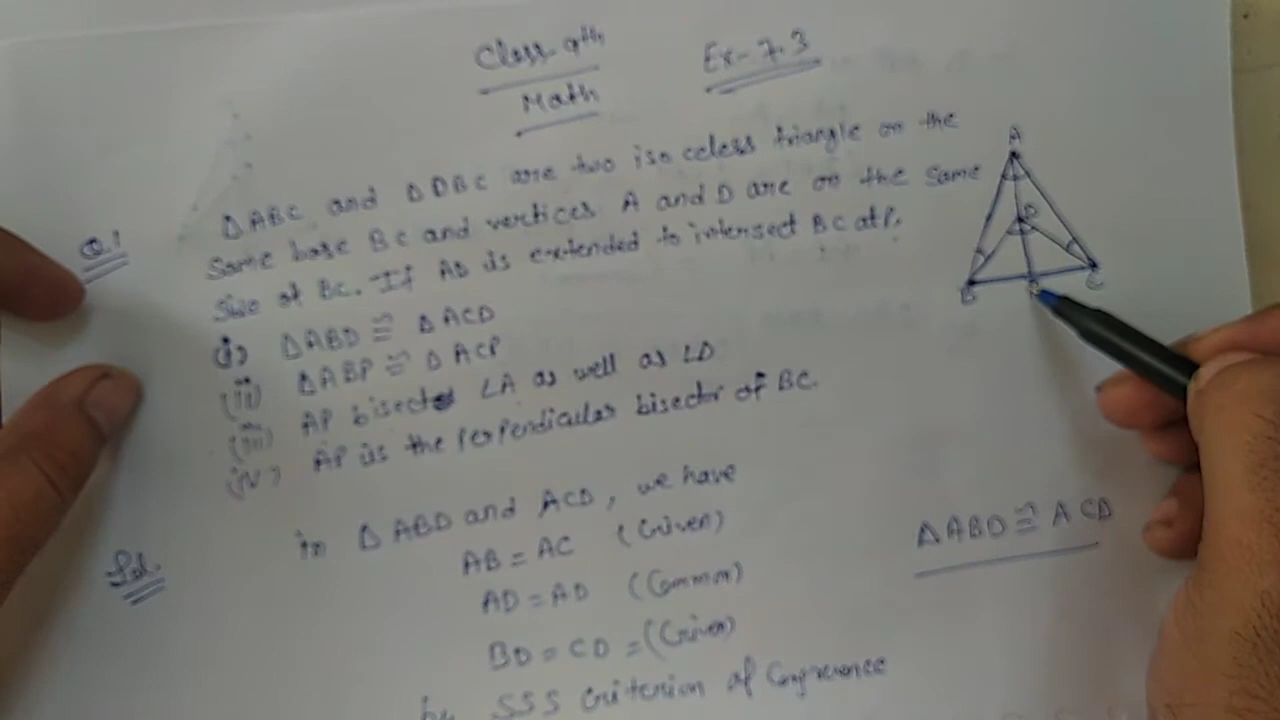 Class-9th Ex-7.3
Math
Q.1 ΔABC and ΔDBC are two isoceless triangle on the
Same base BC and vertices A and D are on the same
Side of BC. If AD is extended to intersect BC at P.
(i) ΔABD ≅ ΔACD
(ii) ΔABP ≅ ΔACP
(iii) AP bisects ∠A as well as ∠D
(iv) AP is the perpendicular bisector of BC.
A
D
B
C
Sol. in ΔABD and ACD, we have
AB = AC (Given)
ΔABD ≅ ACD
AD = AD (Common)
BD = CD = (Given)
by SSS Criterion of Congruence